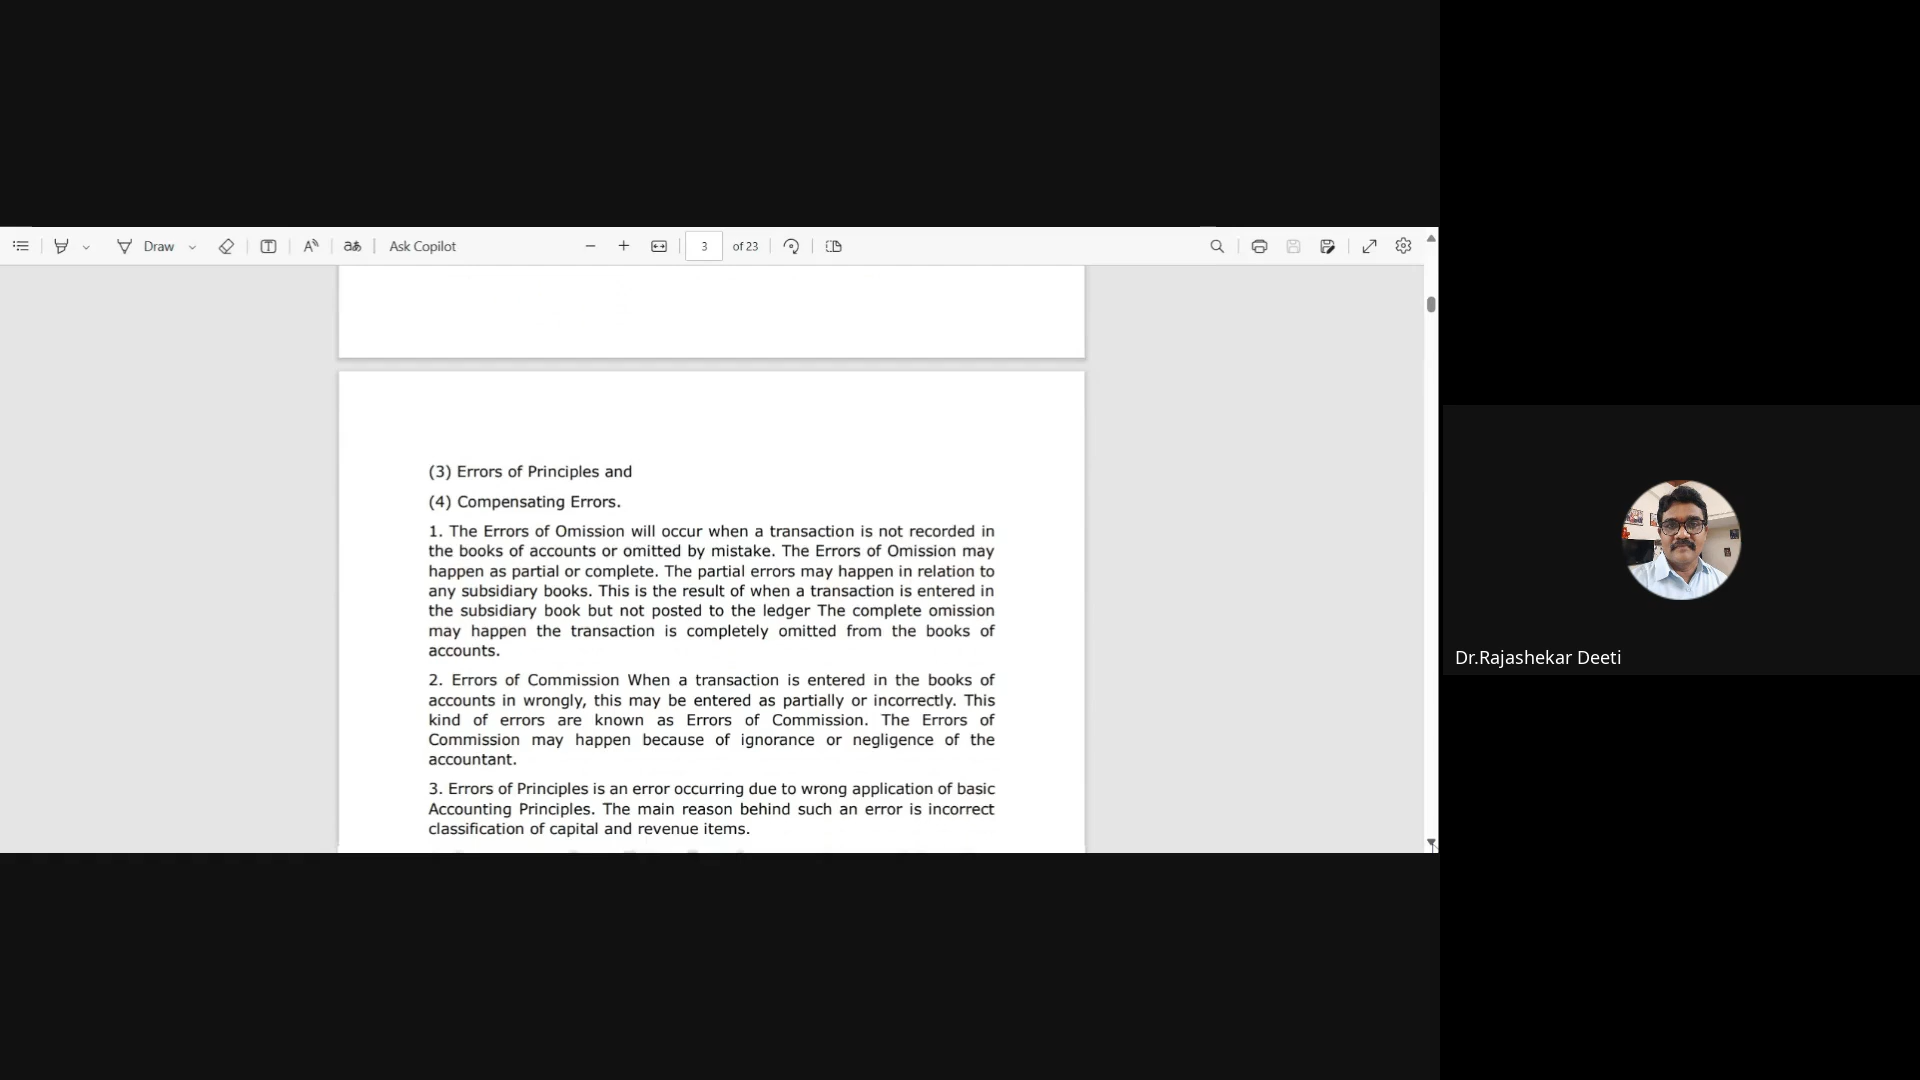 Draw
Ask Copilot
3
of 23
(3) Errors of Principles and
(4) Compensating Errors.
1. The Errors of Omission will occur when a transaction is not recorded in
the books of accounts or omitted by mistake. The Errors of Omission may
happen as partial or complete. The partial errors may happen in relation to
any subsidiary books. This is the result of when a transaction is entered in
the subsidiary book but not posted to the ledger The complete omission
may happen the transaction is completely omitted from the books of
accounts.
2. Errors of Commission When a transaction is entered in the books of
accounts in wrongly, this may be entered as partially or incorrectly. This
kind of errors are known as Errors of Commission. The Errors of
Commission may happen because of ignorance or negligence of the
accountant.
3. Errors of Principles is an error occurring due to wrong application of basic
Accounting Principles. The main reason behind such an error is incorrect
classification of capital and revenue items.
Dr.Rajashekar Deeti